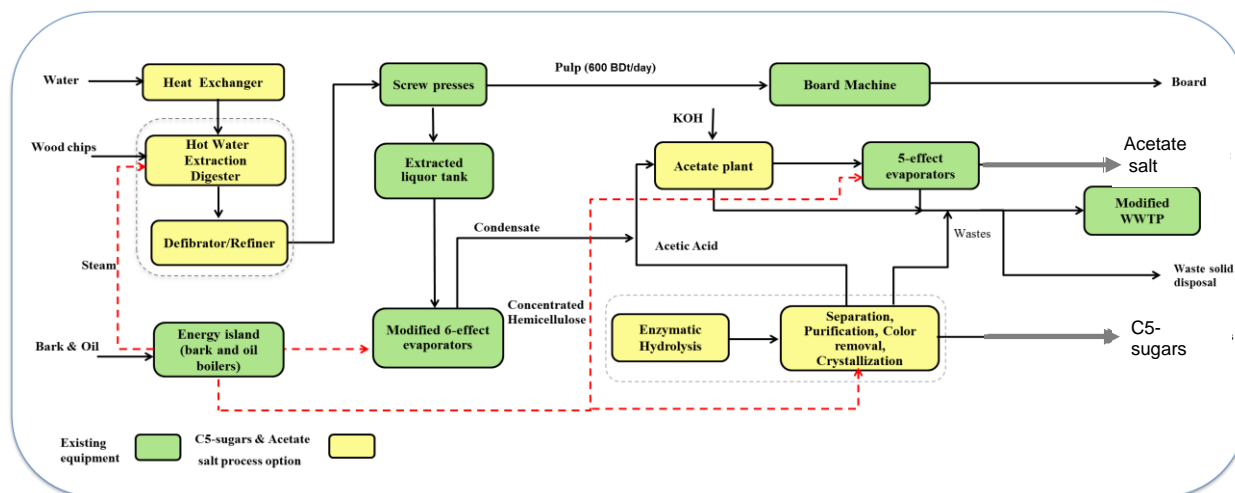 Water
Heat Exchanger
Wood chips
Hot Water
Extraction
Digester
Defibrator/Refiner
Steam
Bark & Oil
Energy island
(bark and oil
boilers)
Screw presses
Extracted
liquor tank
Modified 6-effect
evaporators
Condensate
Concentrated
Hemicellulose
Pulp (600 BDt/day)
Board Machine
Board
KOH
Acetate plant
5-effect
evaporators
Acetate
salt
Modified
WWTP
Wastes
Acetic Acid
Waste solid
disposal
Enzymatic
Hydrolysis
Separation,
Purification, Color
removal,
Crystallization
C5-
sugars
Existing
equipment
C5-sugars & Acetate
salt process option